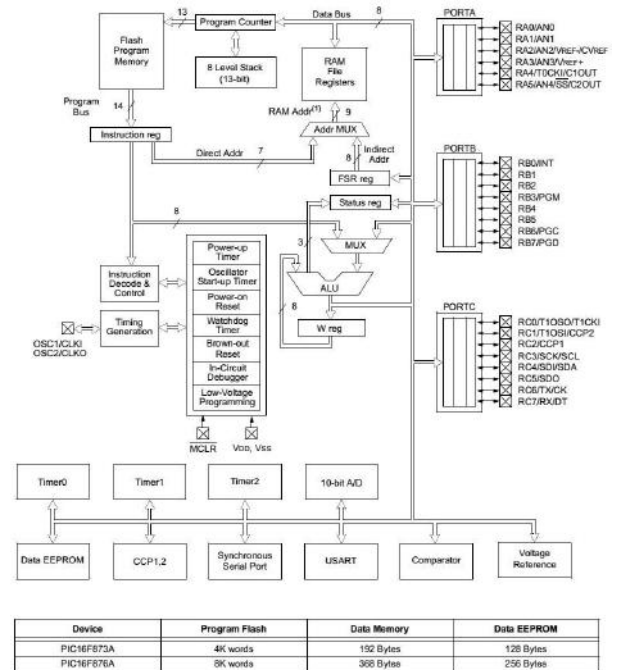 13
Program Counter
Data Bus
8
PORTA
Flash
Program
Memory
8 Level Stack
(13-bit)
RAM
File
Registers
RA0/AN0
RA1/AN1
RA2/AN2/VREF-/CVREF
RA3/AN3/VREF+
RA4/T0CKI/C1OUT
RA5/AN4/SS/C2OUT
Program
Bus
14
RAM Addr(1)
9
Addr MUX
Instruction reg
Direct Addr
7
8
Indirect
Addr
FSR reg
Status reg
PORTB
RB0/INT
RB1
RB2
RB3/PGM
RB4
RB5
RB6/PGC
RB7/PGD
8
3
MUX
ALU
8
W reg
Instruction
Decode &
Control
Timing
Generation
OSC1/CLKI
OSC2/CLKO
Power-up
Timer
Oscillator
Start-up Timer
Power-on
Reset
Watchdog
Timer
Brown-out
Reset
In-Circuit
Debugger
Low-Voltage
Programming
MCLR
VDD, VSS
PORTC
RC0/T1OSO/T1CKI
RC1/T1OSI/CCP2
RC2/CCP1
RC3/SCK/SCL
RC4/SDI/SDA
RC5/SDO
RC6/TX/CK
RC7/RX/DT
Timer0
Timer1
Timer2
10-bit A/D
Data EEPROM
CCP1,2
Synchronous
Serial Port
USART
Comparator
Voltage
Reference
Device Program Flash Data Memory Data EEPROM
PIC16F873A 4K words 192 Bytes 128 Bytes
PIC16F876A 8K words 368 Bytes 256 Bytes